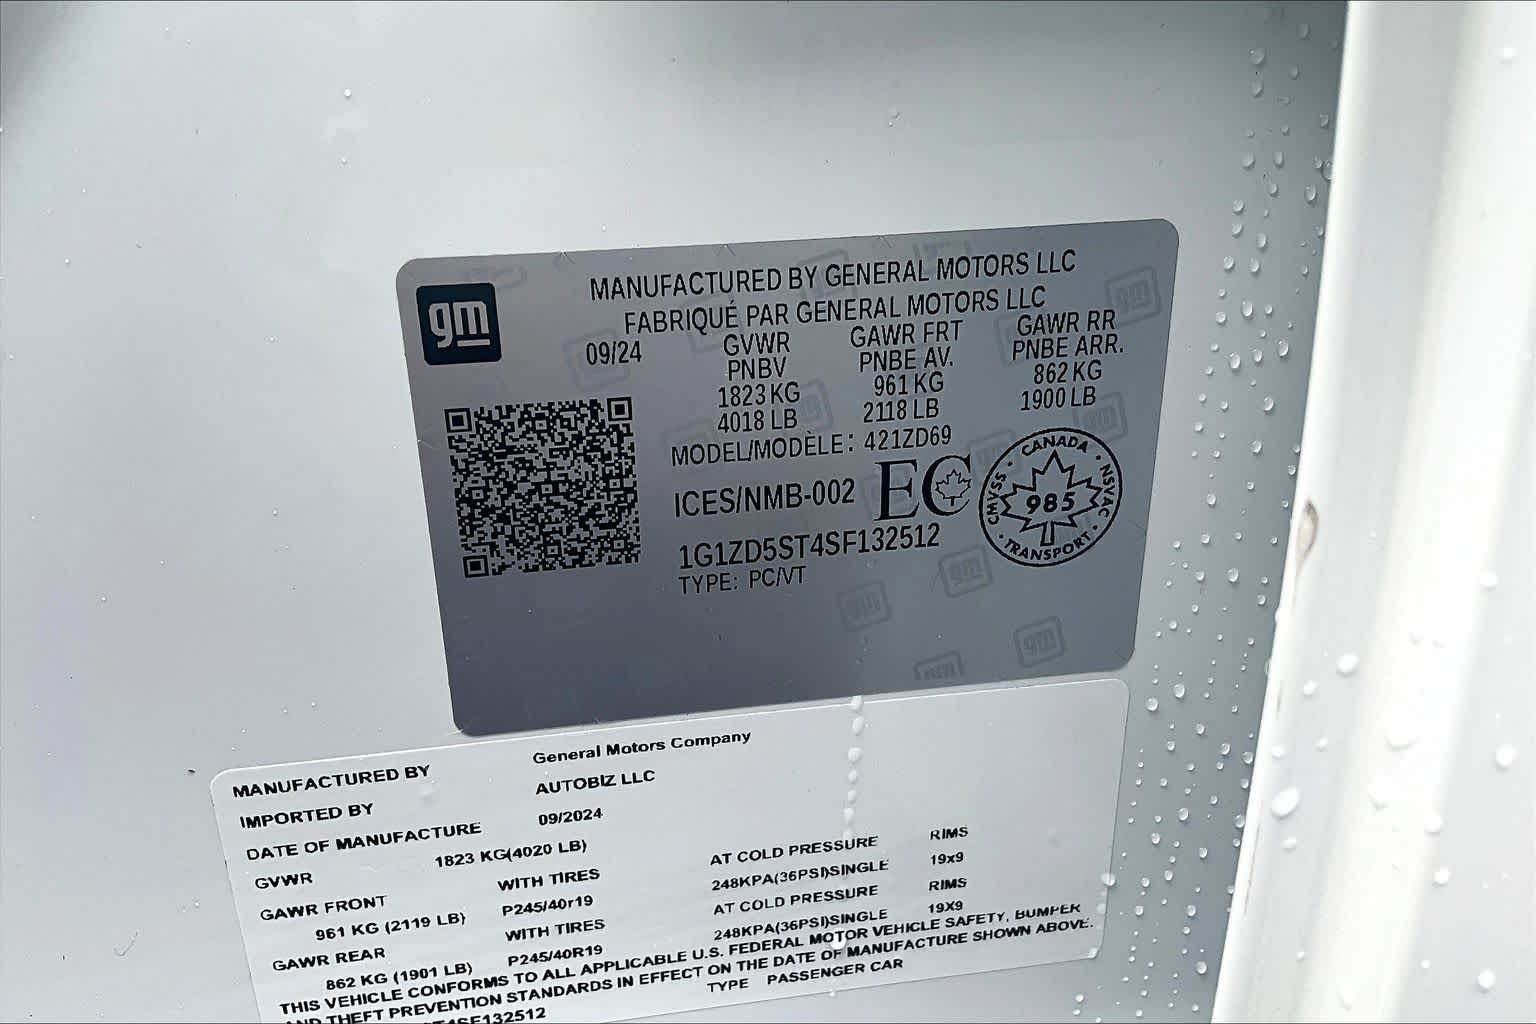 gm
MANUFACTURED BY GENERAL MOTORS LLC
FABRIQUÉ PAR GENERAL MOTORS LLC
09/24 GVWR GAWR FRT GAWR RR
PNBV PNBE AV. PNBE ARR.
1823 KG 961 KG 862 KG
4018 LB 2118 LB 1900 LB
MODEL/MODÈLE: 421ZD69
ICES/NMB-002 EC
CANADA
CMVSS 985 NSVAC
TRANSPORT
1G1ZD5ST4SF132512
TYPE: PC/VT
MANUFACTURED BY General Motors Company
IMPORTED BY AUTOBIZ LLC
DATE OF MANUFACTURE 09/2024
GVWR 1823 KG(4020 LB)
GAWR FRONT WITH TIRES AT COLD PRESSURE RIMS
961 KG (2119 LB) P245/40r19 248KPA(36PSI)SINGLE 19x9
GAWR REAR WITH TIRES AT COLD PRESSURE RIMS
862 KG (1901 LB) P245/40R19 248KPA(36PSI)SINGLE 19X9
THIS VEHICLE CONFORMS TO ALL APPLICABLE U.S. FEDERAL MOTOR VEHICLE SAFETY, BUMPER
AND THEFT PREVENTION STANDARDS IN EFFECT ON THE DATE OF MANUFACTURE SHOWN ABOVE.
T4SF132512 TYPE PASSENGER CAR